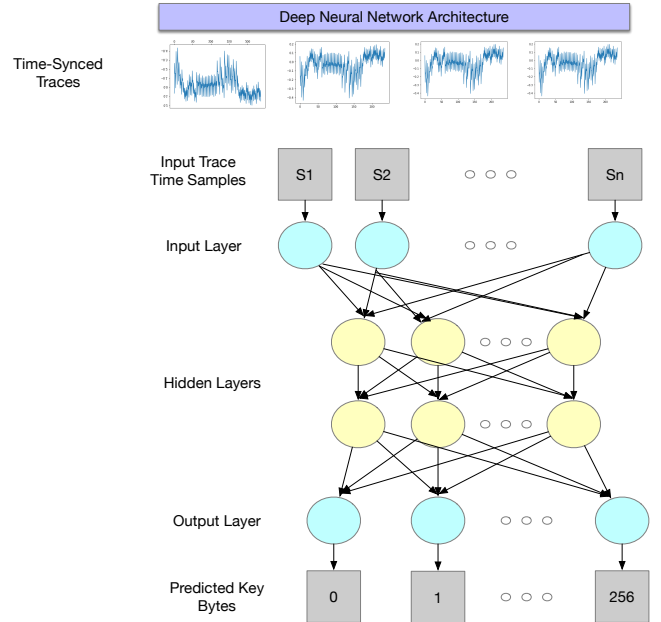 Deep Neural Network Architecture
Time-Synced
Traces
Input Trace
Time Samples
S1
S2
Sn
Input Layer
Hidden Layers
Output Layer
Predicted Key
Bytes
0
1
256